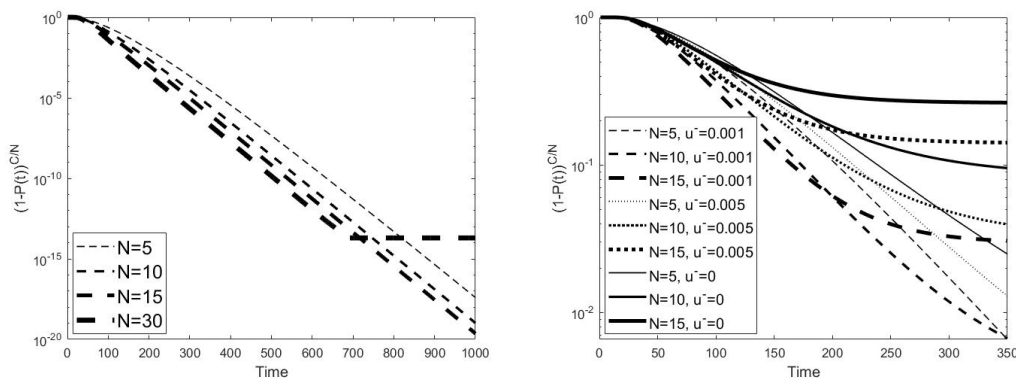 (1-P(t))^{C/N}
10^0
10^{-5}
10^{-10}
10^{-15}
10^{-20}
N=5
N=10
N=15
N=30
0 100 200 300 400 500 600 700 800 900 1000
Time
(1-P(t))^{C/N}
10^0
10^{-1}
10^{-2}
N=5, u^-=0.001
N=10, u^-=0.001
N=15, u^-=0.001
N=5, u^-=0.005
N=10, u^-=0.005
N=15, u^-=0.005
N=5, u^-=0
N=10, u^-=0
N=15, u^-=0
0 50 100 150 200 250 300 350
Time